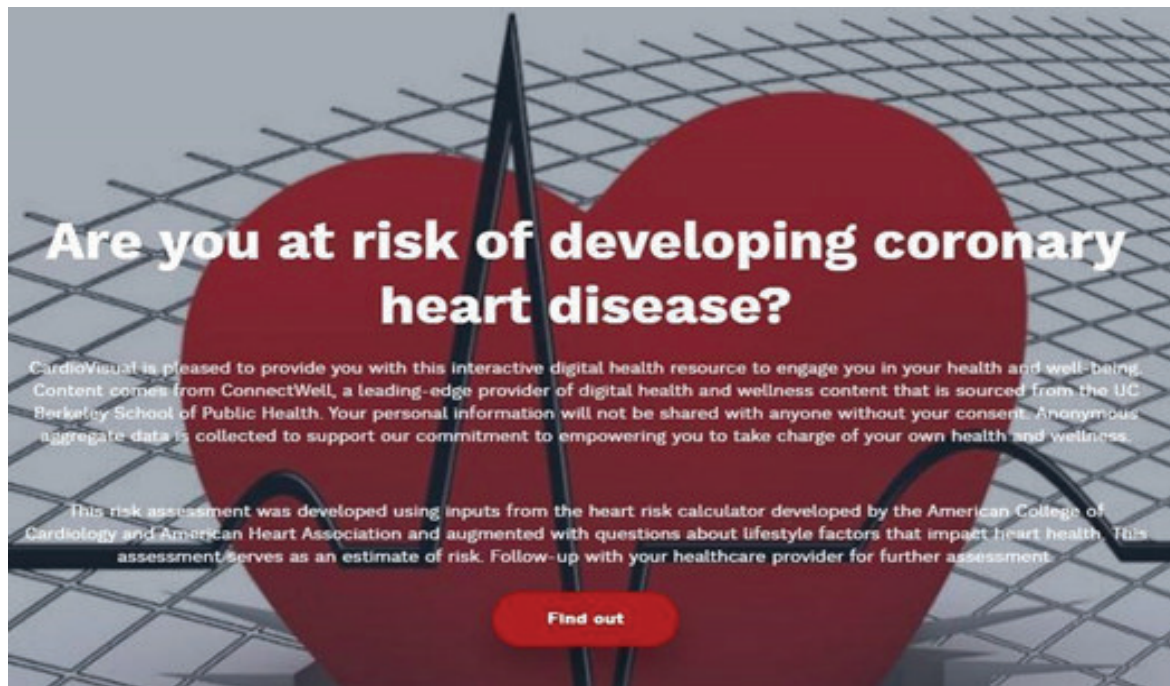 Are you at risk of developing coronary
heart disease?
CardioVisual is pleased to provide you with this interactive digital health resource to engage you in your health and well-being.
Content comes from ConnectWell, a leading-edge provider of digital health and wellness content that is sourced from the UC
Berkeley School of Public Health. Your personal information will not be shared with anyone without your consent. Anonymous
aggregate data is collected to support our commitment to empowering you to take charge of your own health and wellness.
This risk assessment was developed using inputs from the heart risk calculator developed by the American College of
Cardiology and American Heart Association and augmented with questions about lifestyle factors that impact heart health. This
assessment serves as an estimate of risk. Follow-up with your healthcare provider for further assessment.
Find out